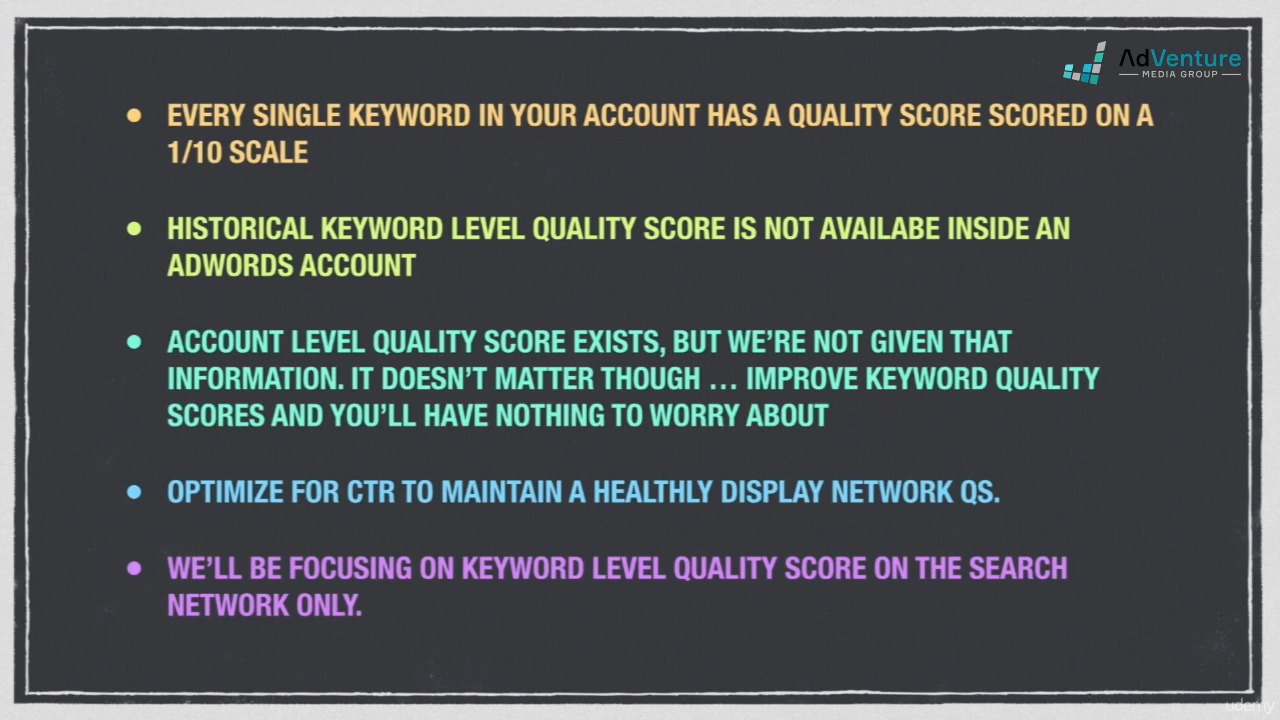 AdVenture
MEDIA GROUP
• EVERY SINGLE KEYWORD IN YOUR ACCOUNT HAS A QUALITY SCORE SCORED ON A
1/10 SCALE
• HISTORICAL KEYWORD LEVEL QUALITY SCORE IS NOT AVAILABE INSIDE AN
ADWORDS ACCOUNT
• ACCOUNT LEVEL QUALITY SCORE EXISTS, BUT WE’RE NOT GIVEN THAT
INFORMATION. IT DOESN’T MATTER THOUGH … IMPROVE KEYWORD QUALITY
SCORES AND YOU’LL HAVE NOTHING TO WORRY ABOUT
• OPTIMIZE FOR CTR TO MAINTAIN A HEALTHLY DISPLAY NETWORK QS.
• WE’LL BE FOCUSING ON KEYWORD LEVEL QUALITY SCORE ON THE SEARCH
NETWORK ONLY.
udemy